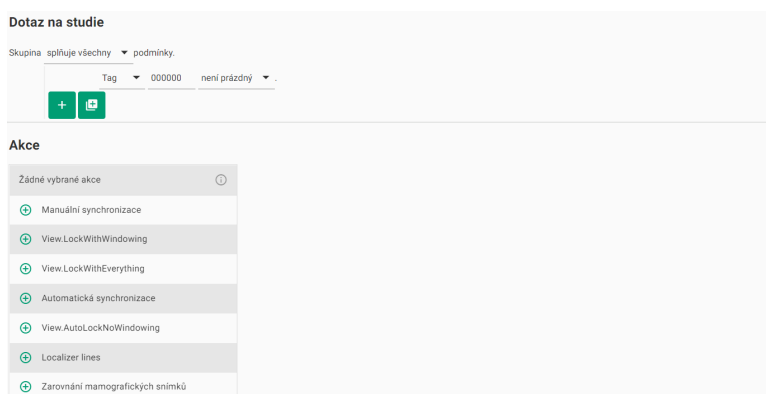 Dotaz na studie
Skupina splňuje všechny podmínky.
Tag 000000 není prázdný .
Akce
Žádné vybrané akce
Manuální synchronizace
View.LockWithWindowing
View.LockWithEverything
Automatická synchronizace
View.AutoLockNoWindowing
Localizer lines
Zarovnání mamografických snímků